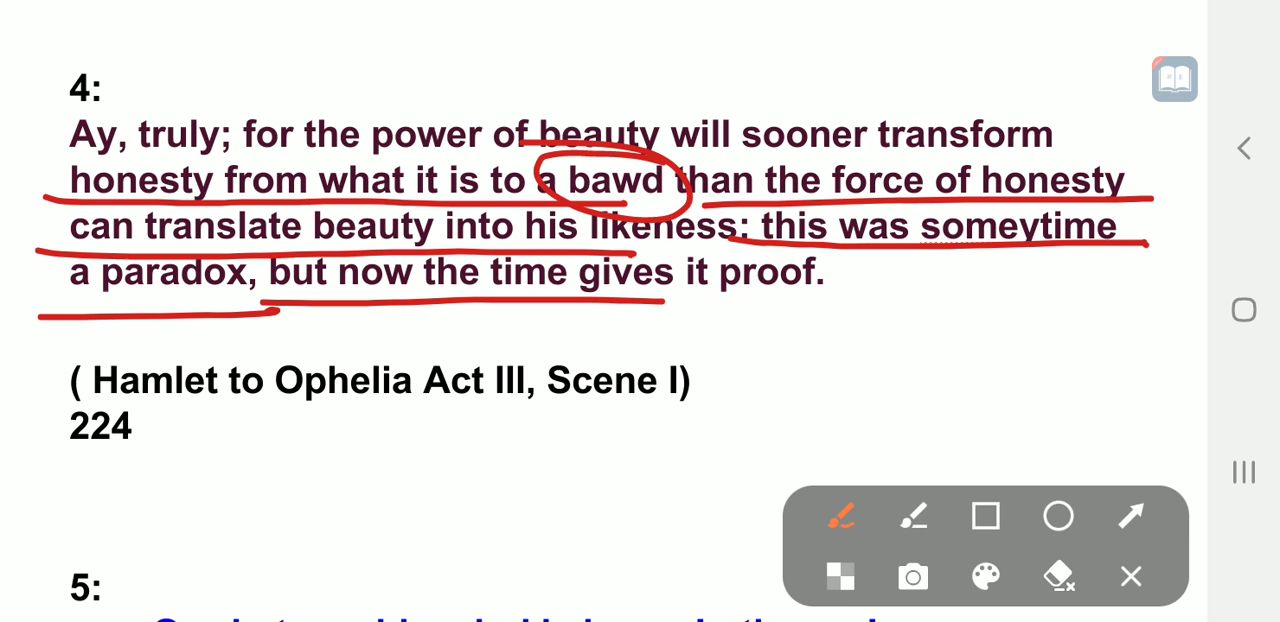 4:
Ay, truly; for the power of beauty will sooner transform
honesty from what it is to a bawd than the force of honesty
can translate beauty into his likeness: this was someytime
a paradox, but now the time gives it proof.
( Hamlet to Ophelia Act III, Scene I)
224
5: